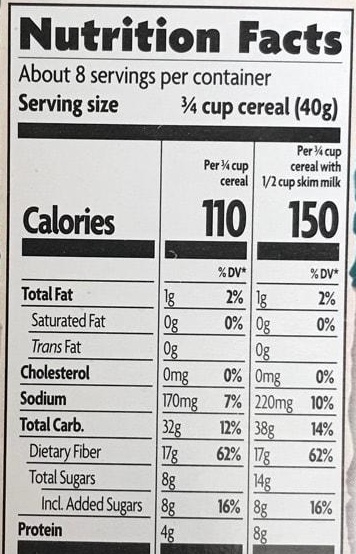 Nutrition Facts
About 8 servings per container
Serving size ¾ cup cereal (40g)
Per ¾ cup
cereal
Per ¾ cup
cereal with
1/2 cup skim milk
Calories 110 150
% DV* % DV*
Total Fat 1g 2% 1g 2%
Saturated Fat 0g 0% 0g 0%
Trans Fat 0g 0g
Cholesterol 0mg 0% 0mg 0%
Sodium 170mg 7% 220mg 10%
Total Carb. 32g 12% 38g 14%
Dietary Fiber 17g 62% 17g 62%
Total Sugars 8g 14g
Incl. Added Sugars 8g 16% 8g 16%
Protein 4g 8g